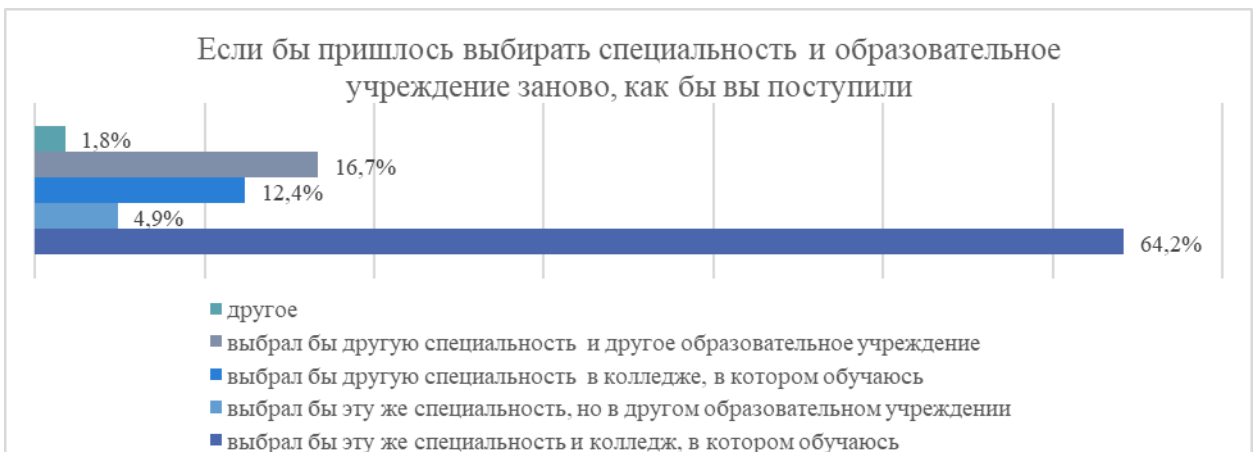 Если бы пришлось выбирать специальность и образовательное
учреждение заново, как бы вы поступили
1,8%
16,7%
12,4%
4,9%
64,2%
другое
выбрал бы другую специальность и другое образовательное учреждение
выбрал бы другую специальность в колледже, в котором обучаюсь
выбрал бы эту же специальность, но в другом образовательном учреждении
выбрал бы эту же специальность и колледж, в котором обучаюсь